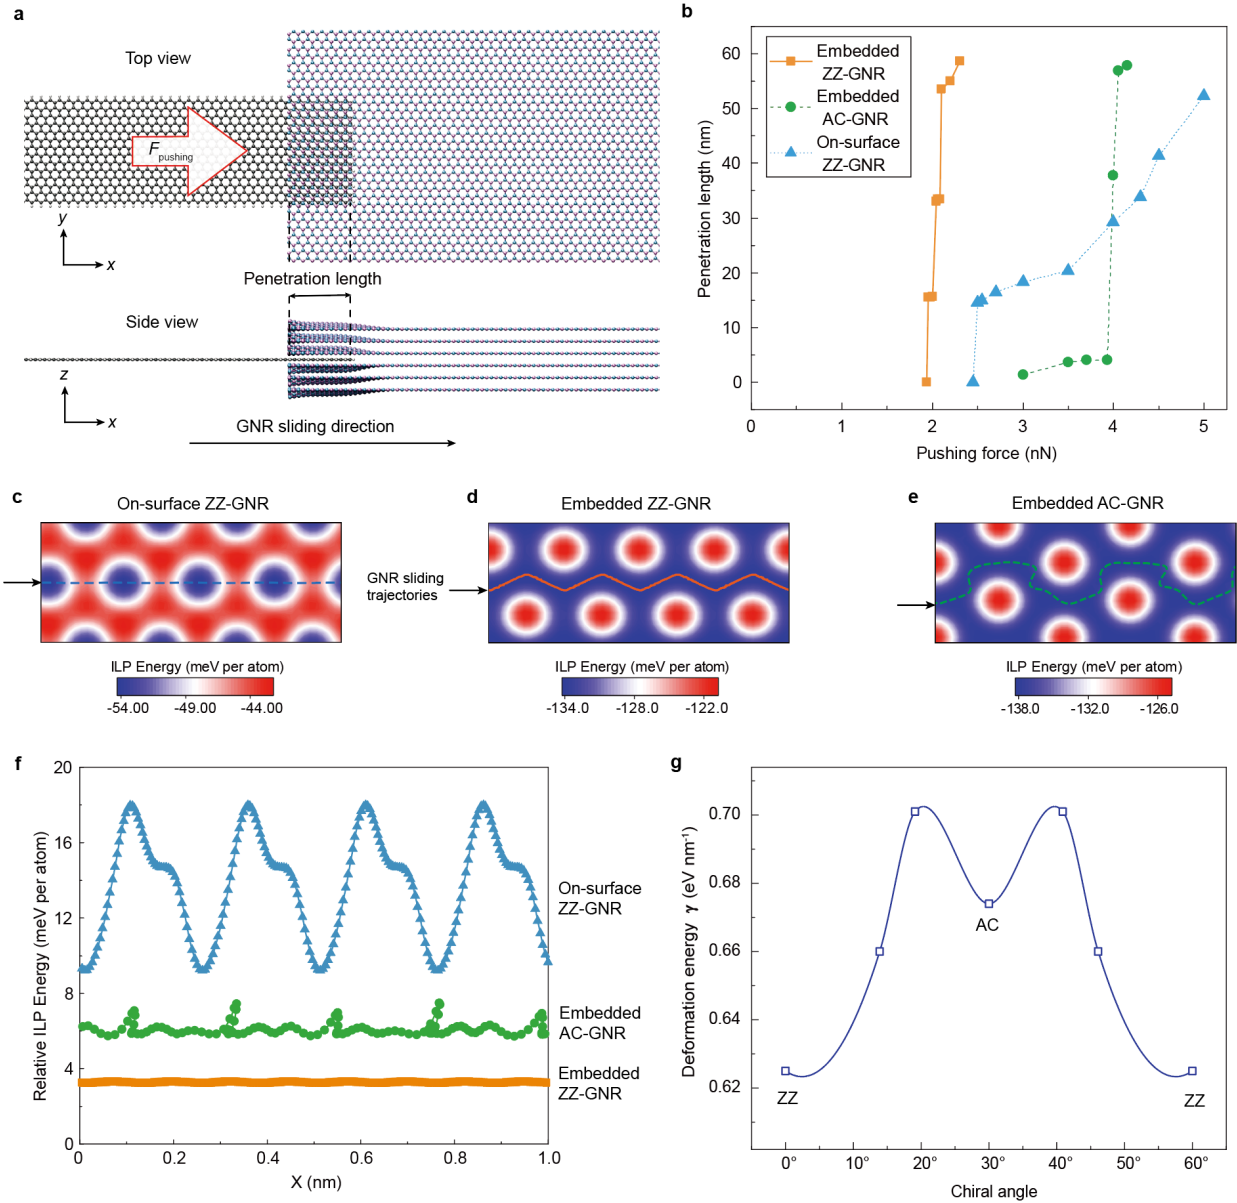 a
Top view
F pushing
y
x
Penetration length
Side view
z
x
GNR sliding direction
b
Penetration length (nm)
60
50
40
30
20
10
0
Embedded
ZZ-GNR
Embedded
AC-GNR
On-surface
ZZ-GNR
0 1 2 3 4 5
Pushing force (nN)
c
On-surface ZZ-GNR
ILP Energy (meV per atom)
-54.00 -49.00 -44.00
d
Embedded ZZ-GNR
GNR sliding
trajectories
ILP Energy (meV per atom)
-134.0 -128.0 -122.0
e
Embedded AC-GNR
ILP Energy (meV per atom)
-138.0 -132.0 -126.0
f
Relative ILP Energy (meV per atom)
20
16
12
8
4
0
On-surface
ZZ-GNR
Embedded
AC-GNR
Embedded
ZZ-GNR
0 0.2 0.4 0.6 0.8 1.0
X (nm)
g
Deformation energy γ (eV nm⁻¹)
0.70
0.68
0.66
0.64
0.62
AC
ZZ
ZZ
0° 10° 20° 30° 40° 50° 60°
Chiral angle